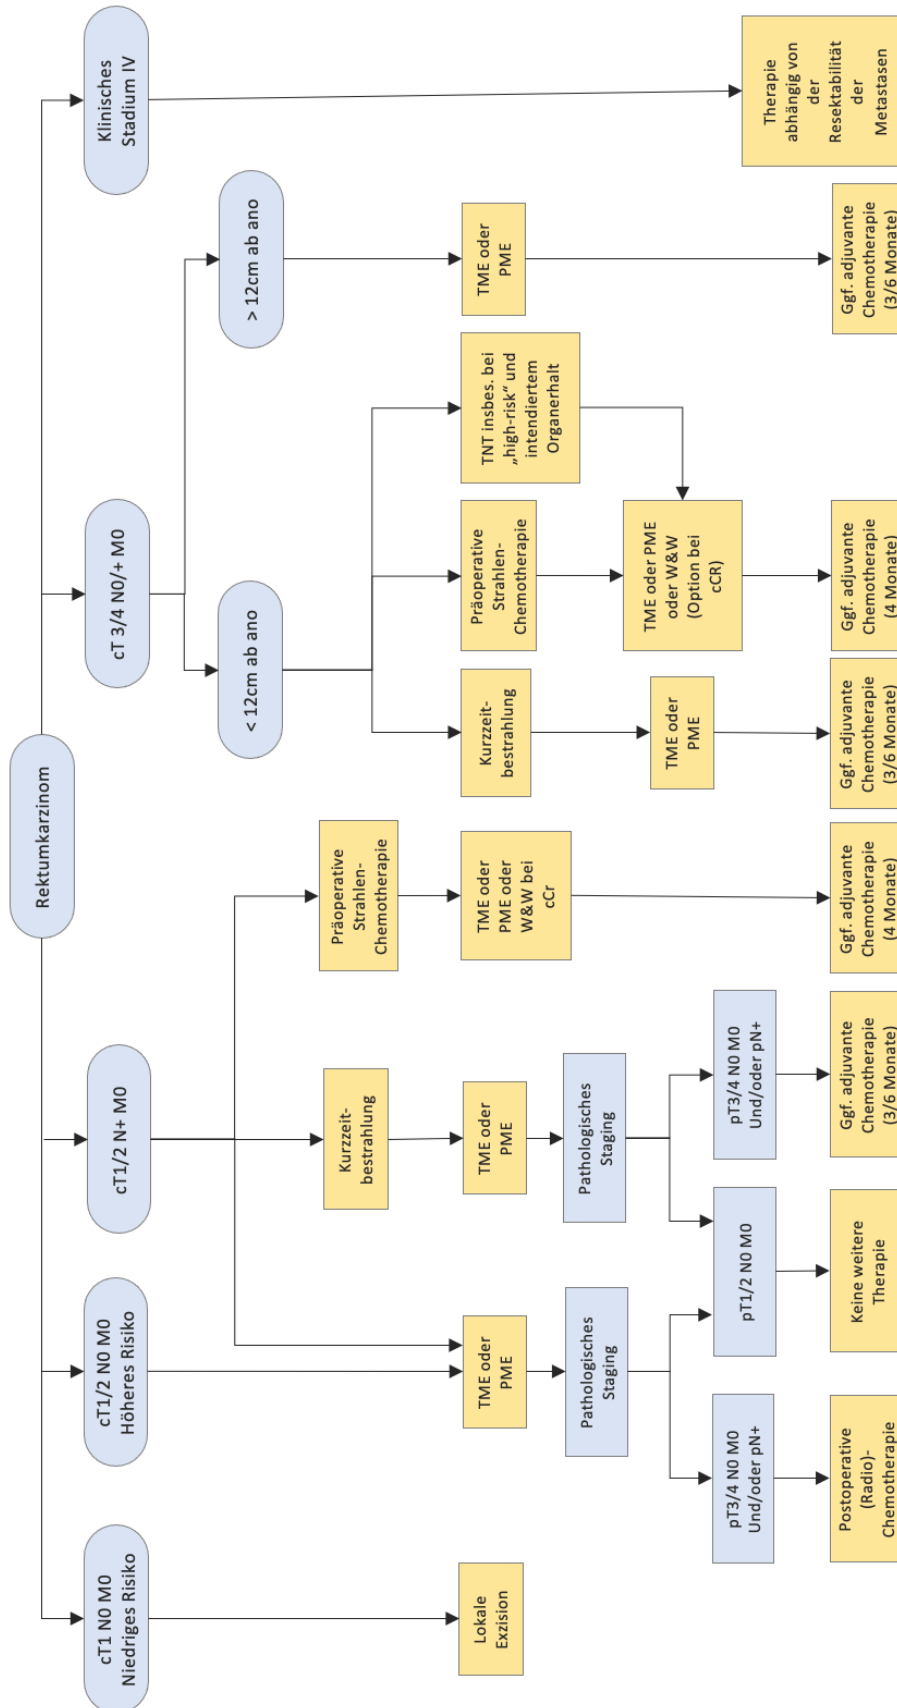 Rektumkarzinom
cT1 N0 M0
Niedriges Risiko
cT1/2 N0 M0
Höheres Risiko
cT1/2 N+ M0
cT 3/4 N0/+ M0
Klinisches
Stadium IV
< 12cm ab ano
> 12cm ab ano
Kurzzeit-
bestrahlung
Präoperative
Strahlen-
Chemotherapie
Lokale
Exzision
TME oder
PME
TME oder
PME
TME oder
PME oder
W&W bei
cCr
Kurzzeit-
bestrahlung
Präoperative
Strahlen-
Chemotherapie
TNT insbes. bei
„high-risk“ und
intendiertem
Organerhalt
TME oder
PME
Pathologisches
Staging
Pathologisches
Staging
TME oder
PME
TME oder PME
oder W&W
(Option bei
cCR)
pT3/4 N0 M0
Und/oder pN+
pT1/2 N0 M0
pT3/4 N0 M0
Und/oder pN+
Therapie
abhängig von
der
Resektabilität
der
Metastasen
Postoperative
(Radio)-
Chemotherapie
Keine weitere
Therapie
Ggf. adjuvante
Chemotherapie
(3/6 Monate)
Ggf. adjuvante
Chemotherapie
(4 Monate)
Ggf. adjuvante
Chemotherapie
(3/6 Monate)
Ggf. adjuvante
Chemotherapie
(4 Monate)
Ggf. adjuvante
Chemotherapie
(3/6 Monate)